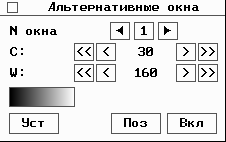 Альтернативные окна
N окна ◄ 1 ►
C: << < 30 > >>
W: << < 160 > >>
Уст Поз Вкл